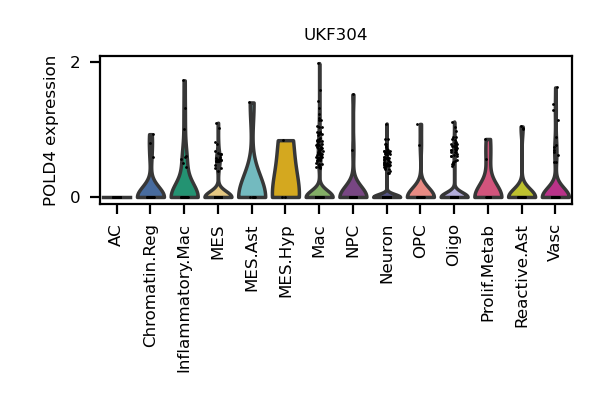 UKF304
POLD4 expression
2
0
AC
Chromatin.Reg
Inflammatory.Mac
MES
MES.Ast
MES.Hyp
Mac
NPC
Neuron
OPC
Oligo
Prolif.Metab
Reactive.Ast
Vasc